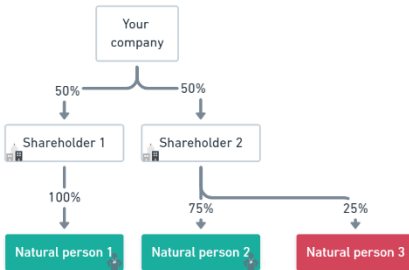 Your
company
50%
50%
Shareholder 1
Shareholder 2
100%
75%
25%
Natural person 1
Natural person 2
Natural person 3